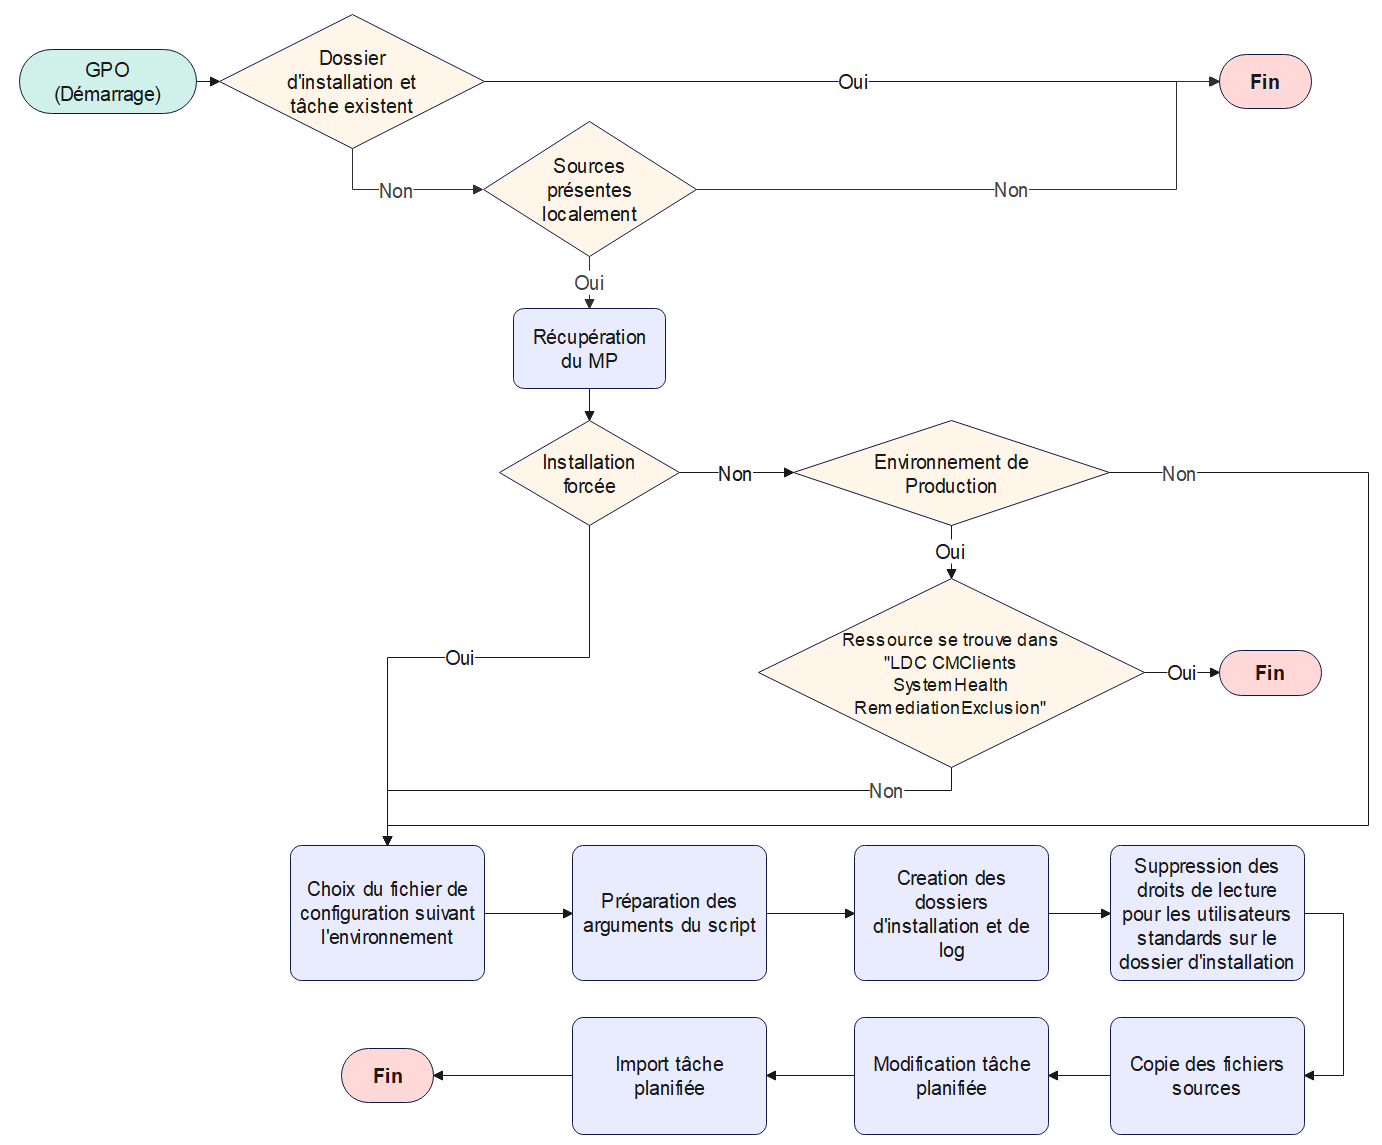 GPO
(Démarrage)
Dossier
d'installation et
tâche existent
Oui
Fin
Non
Sources
présentes
localement
Non
Oui
Récupération
du MP
Installation
forcée
Non
Environnement de
Production
Non
Oui
Oui
Ressource se trouve dans
"LDC CMClients
SystemHealth
RemediationExclusion"
Oui
Fin
Non
Choix du fichier de
configuration suivant
l'environnement
Préparation des
arguments du script
Creation des
dossiers
d'installation et de
log
Suppression des
droits de lecture
pour les utilisateurs
standards sur le
dossier d'installation
Fin
Import tâche
planifiée
Modification tâche
planifiée
Copie des fichiers
sources